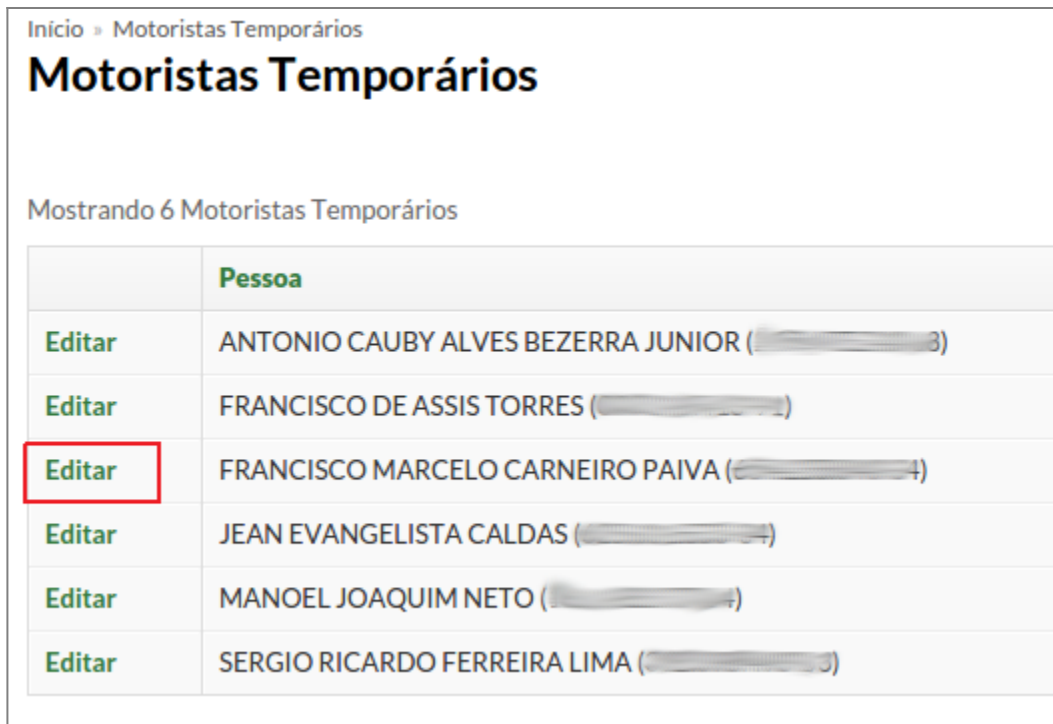 Início » Motoristas Temporários
Motoristas Temporários
Mostrando 6 Motoristas Temporários
Pessoa
Editar ANTONIO CAUBY ALVES BEZERRA JUNIOR (
Editar FRANCISCO DE ASSIS TORRES (
Editar FRANCISCO MARCELO CARNEIRO PAIVA (
Editar JEAN EVANGELISTA CALDAS (
Editar MANOEL JOAQUIM NETO (
Editar SERGIO RICARDO FERREIRA LIMA (